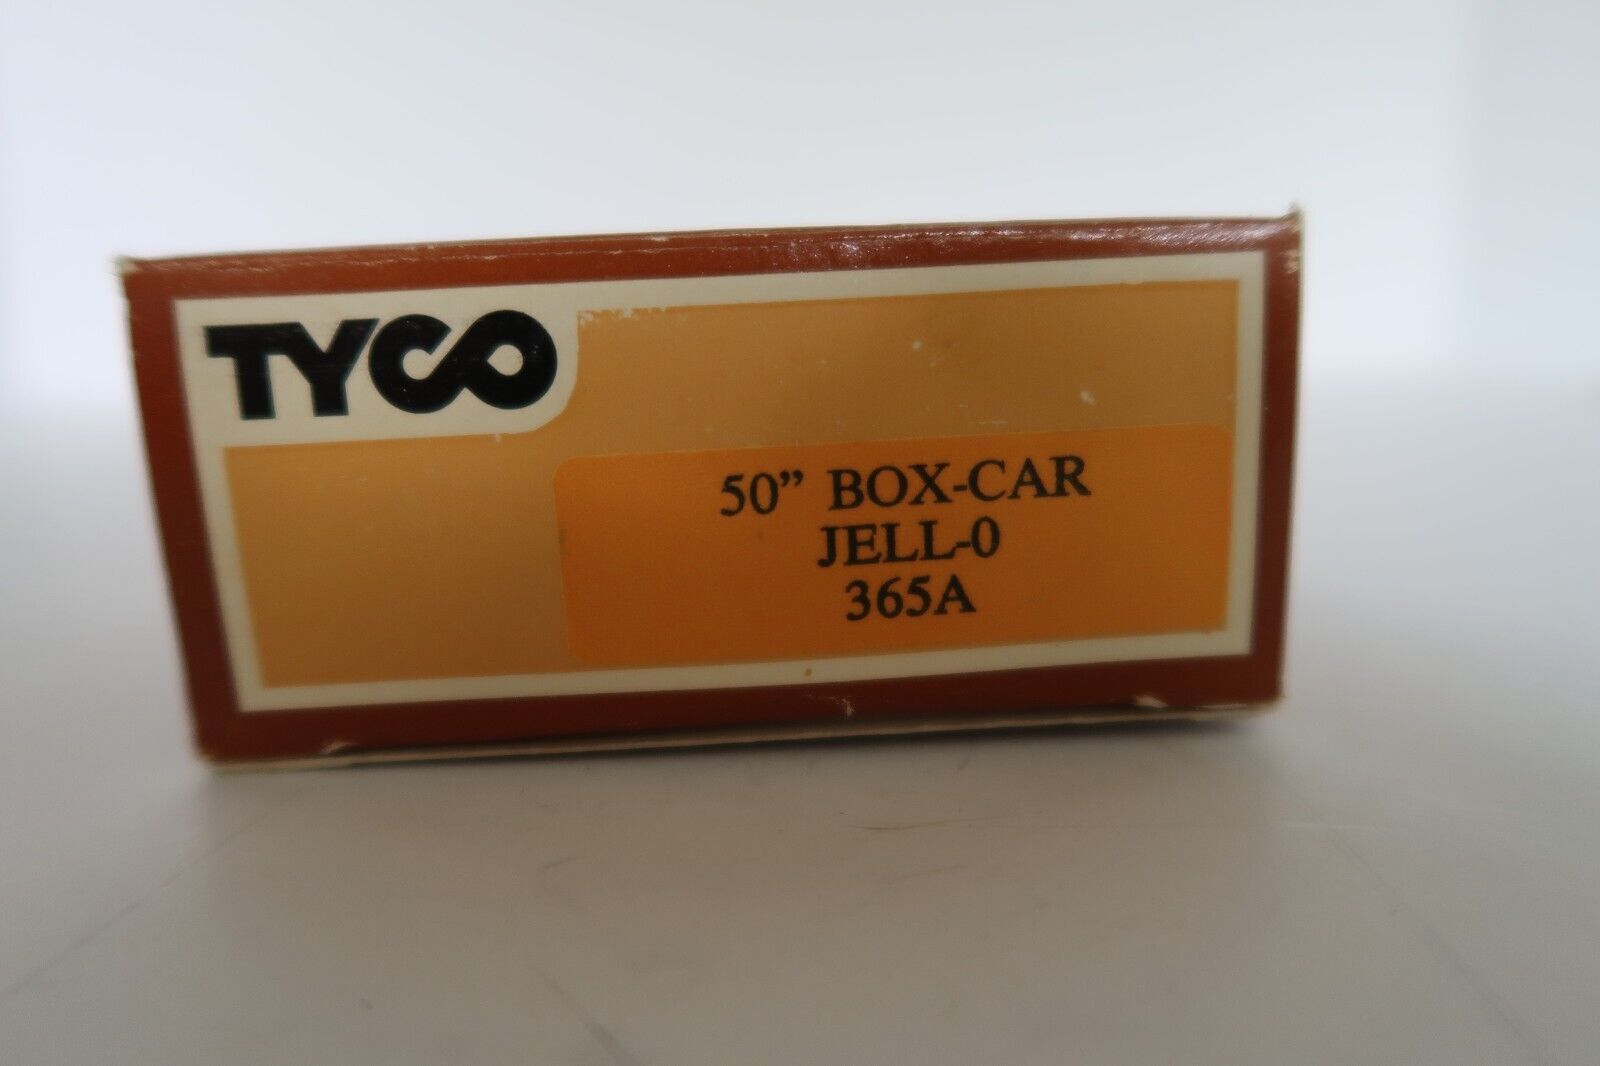 TYCO
50” BOX-CAR
JELL-0
365A